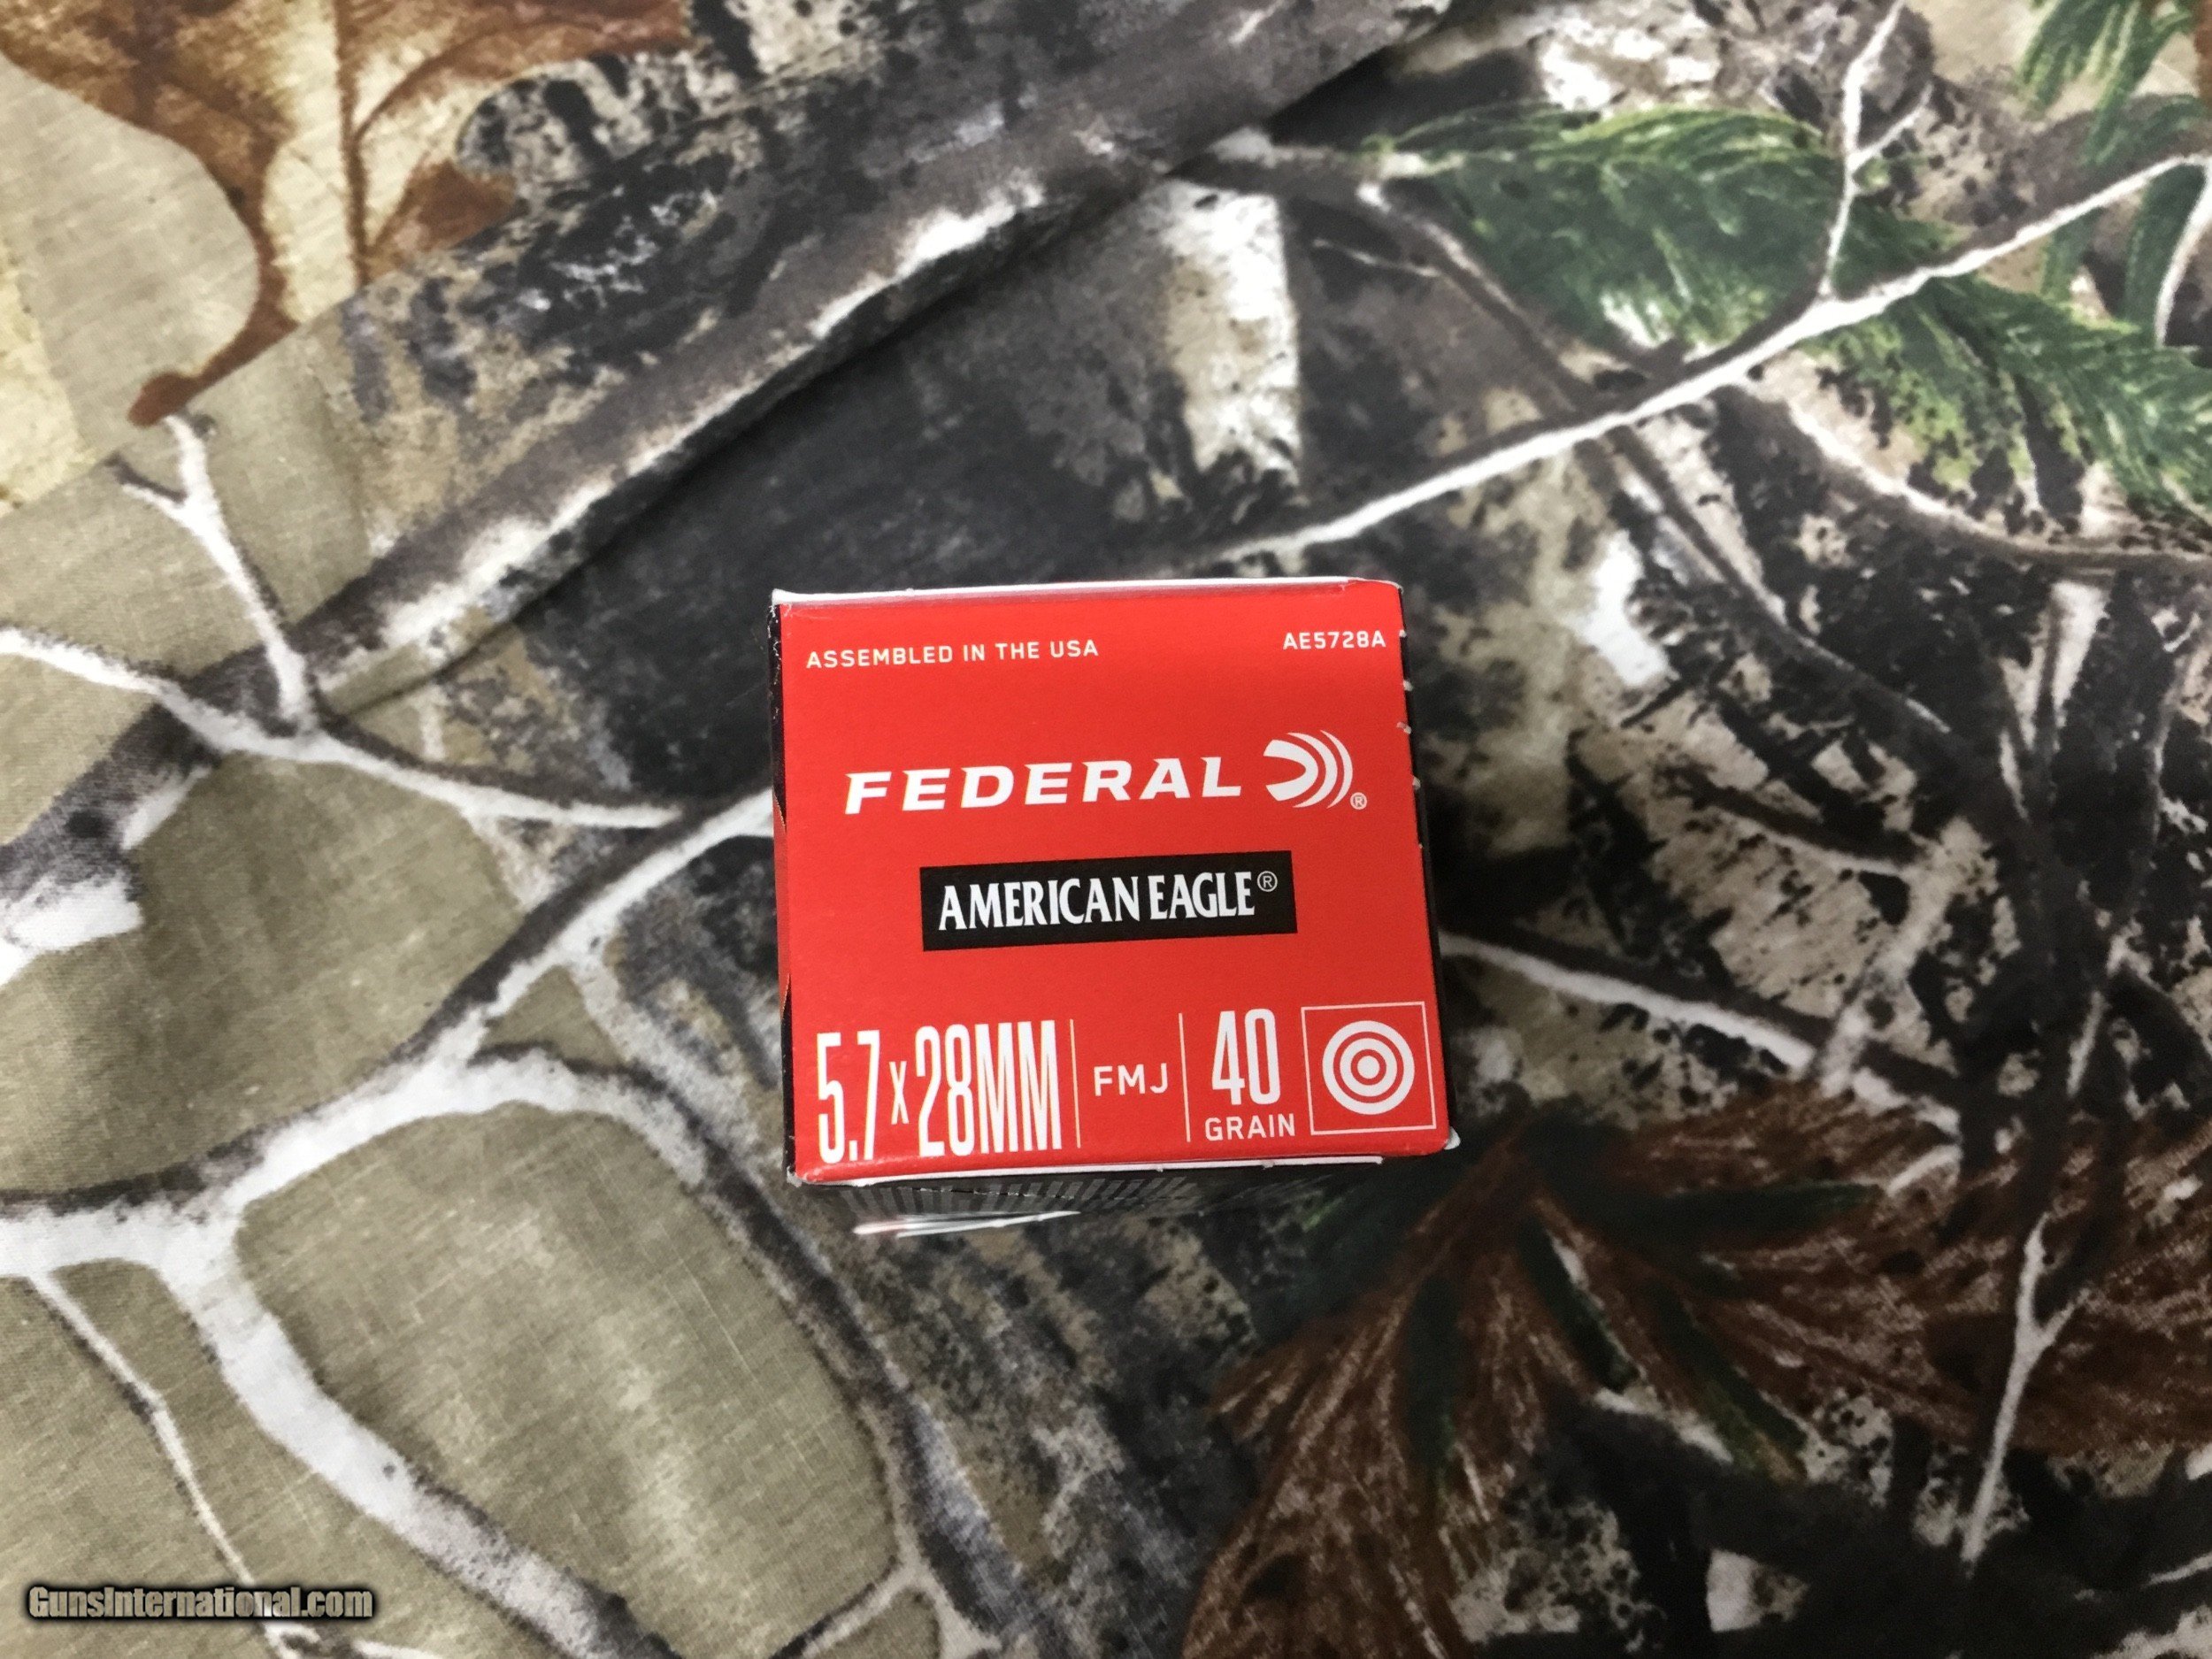 ASSEMBLED IN THE USA AE5728A
FEDERAL ®
AMERICAN EAGLE®
5.7x28MM FMJ 40 GRAIN
GunsInternational.com